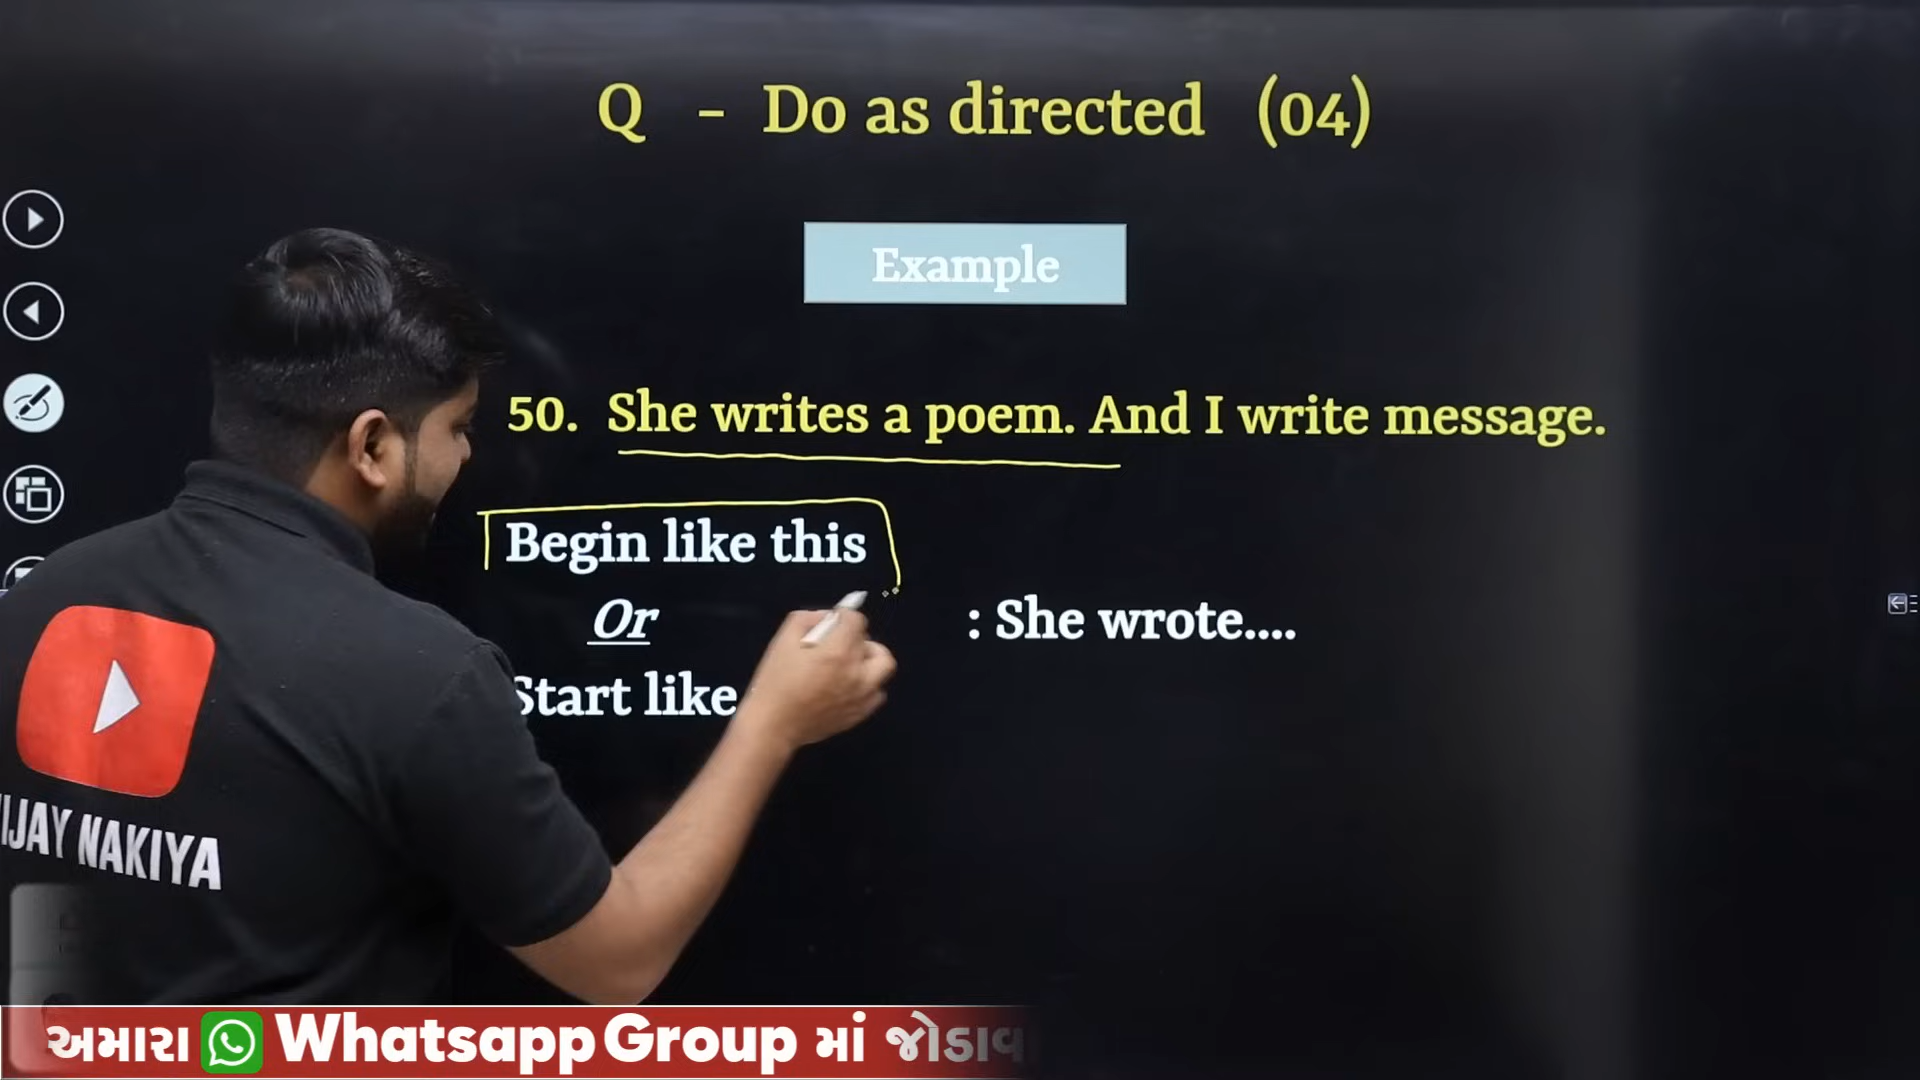 Q - Do as directed (04)
Example
50. She writes a poem. And I write message.
Begin like this
Or
: She wrote....
Start like
IJAY NAKIYA
અમારા Whatsapp Group માં જોડાવ